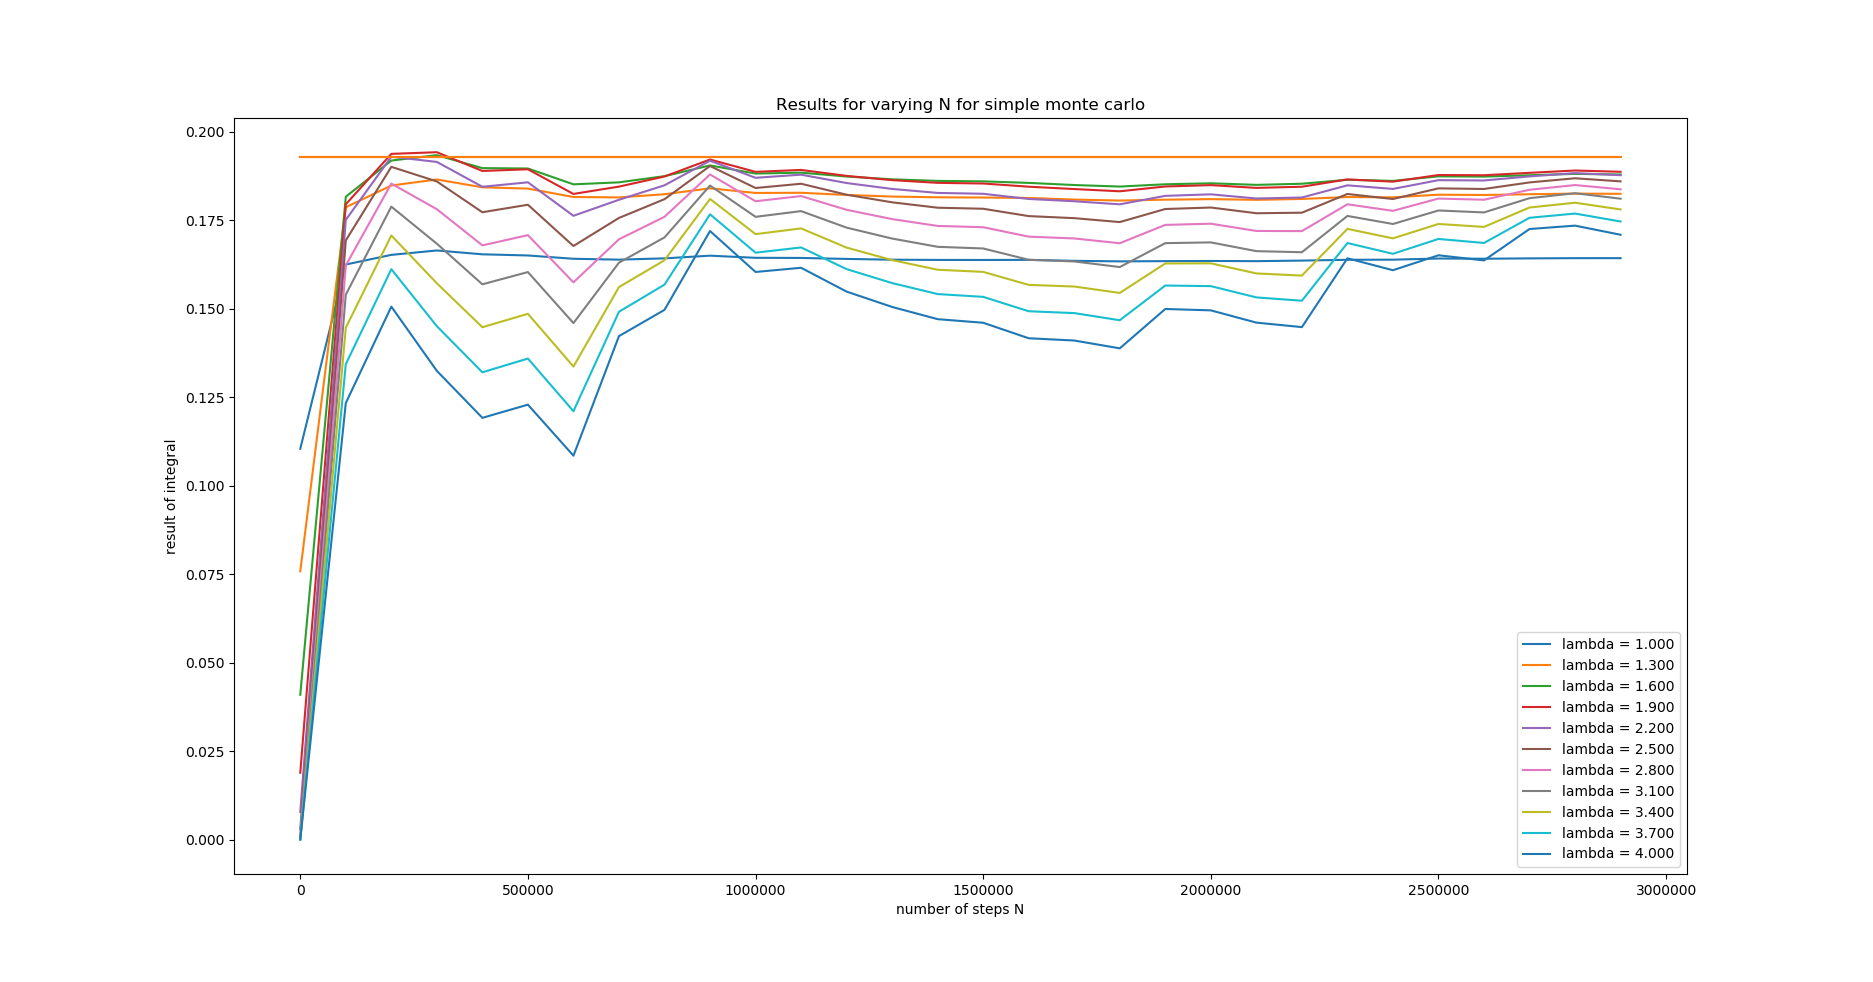 Results for varying N for simple monte carlo
result of integral
0.200
0.175
0.150
0.125
0.100
0.075
0.050
0.025
0.000
lambda = 1.000
lambda = 1.300
lambda = 1.600
lambda = 1.900
lambda = 2.200
lambda = 2.500
lambda = 2.800
lambda = 3.100
lambda = 3.400
lambda = 3.700
lambda = 4.000
0 500000 1000000 1500000 2000000 2500000 3000000
number of steps N